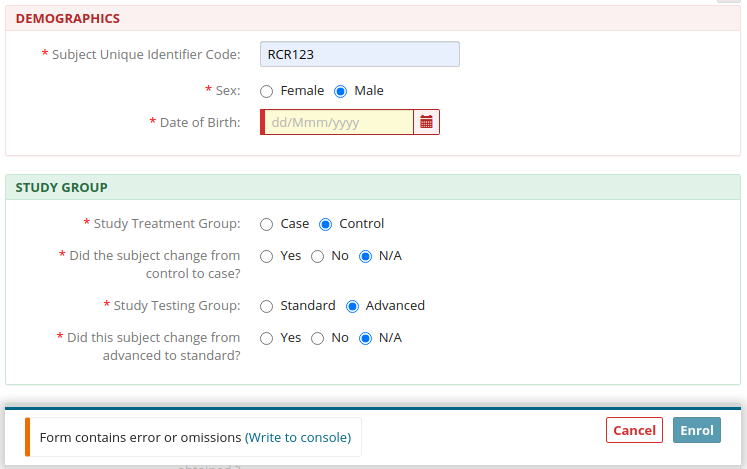 DEMOGRAPHICS
* Subject Unique Identifier Code: RCR123
* Sex: Female Male
* Date of Birth: dd/Mmm/yyyy
STUDY GROUP
* Study Treatment Group: Case Control
* Did the subject change from Yes No N/A
control to case?
* Study Testing Group: Standard Advanced
* Did this subject change from Yes No N/A
advanced to standard?
Form contains error or omissions (Write to console) Cancel Enrol
obtained ?